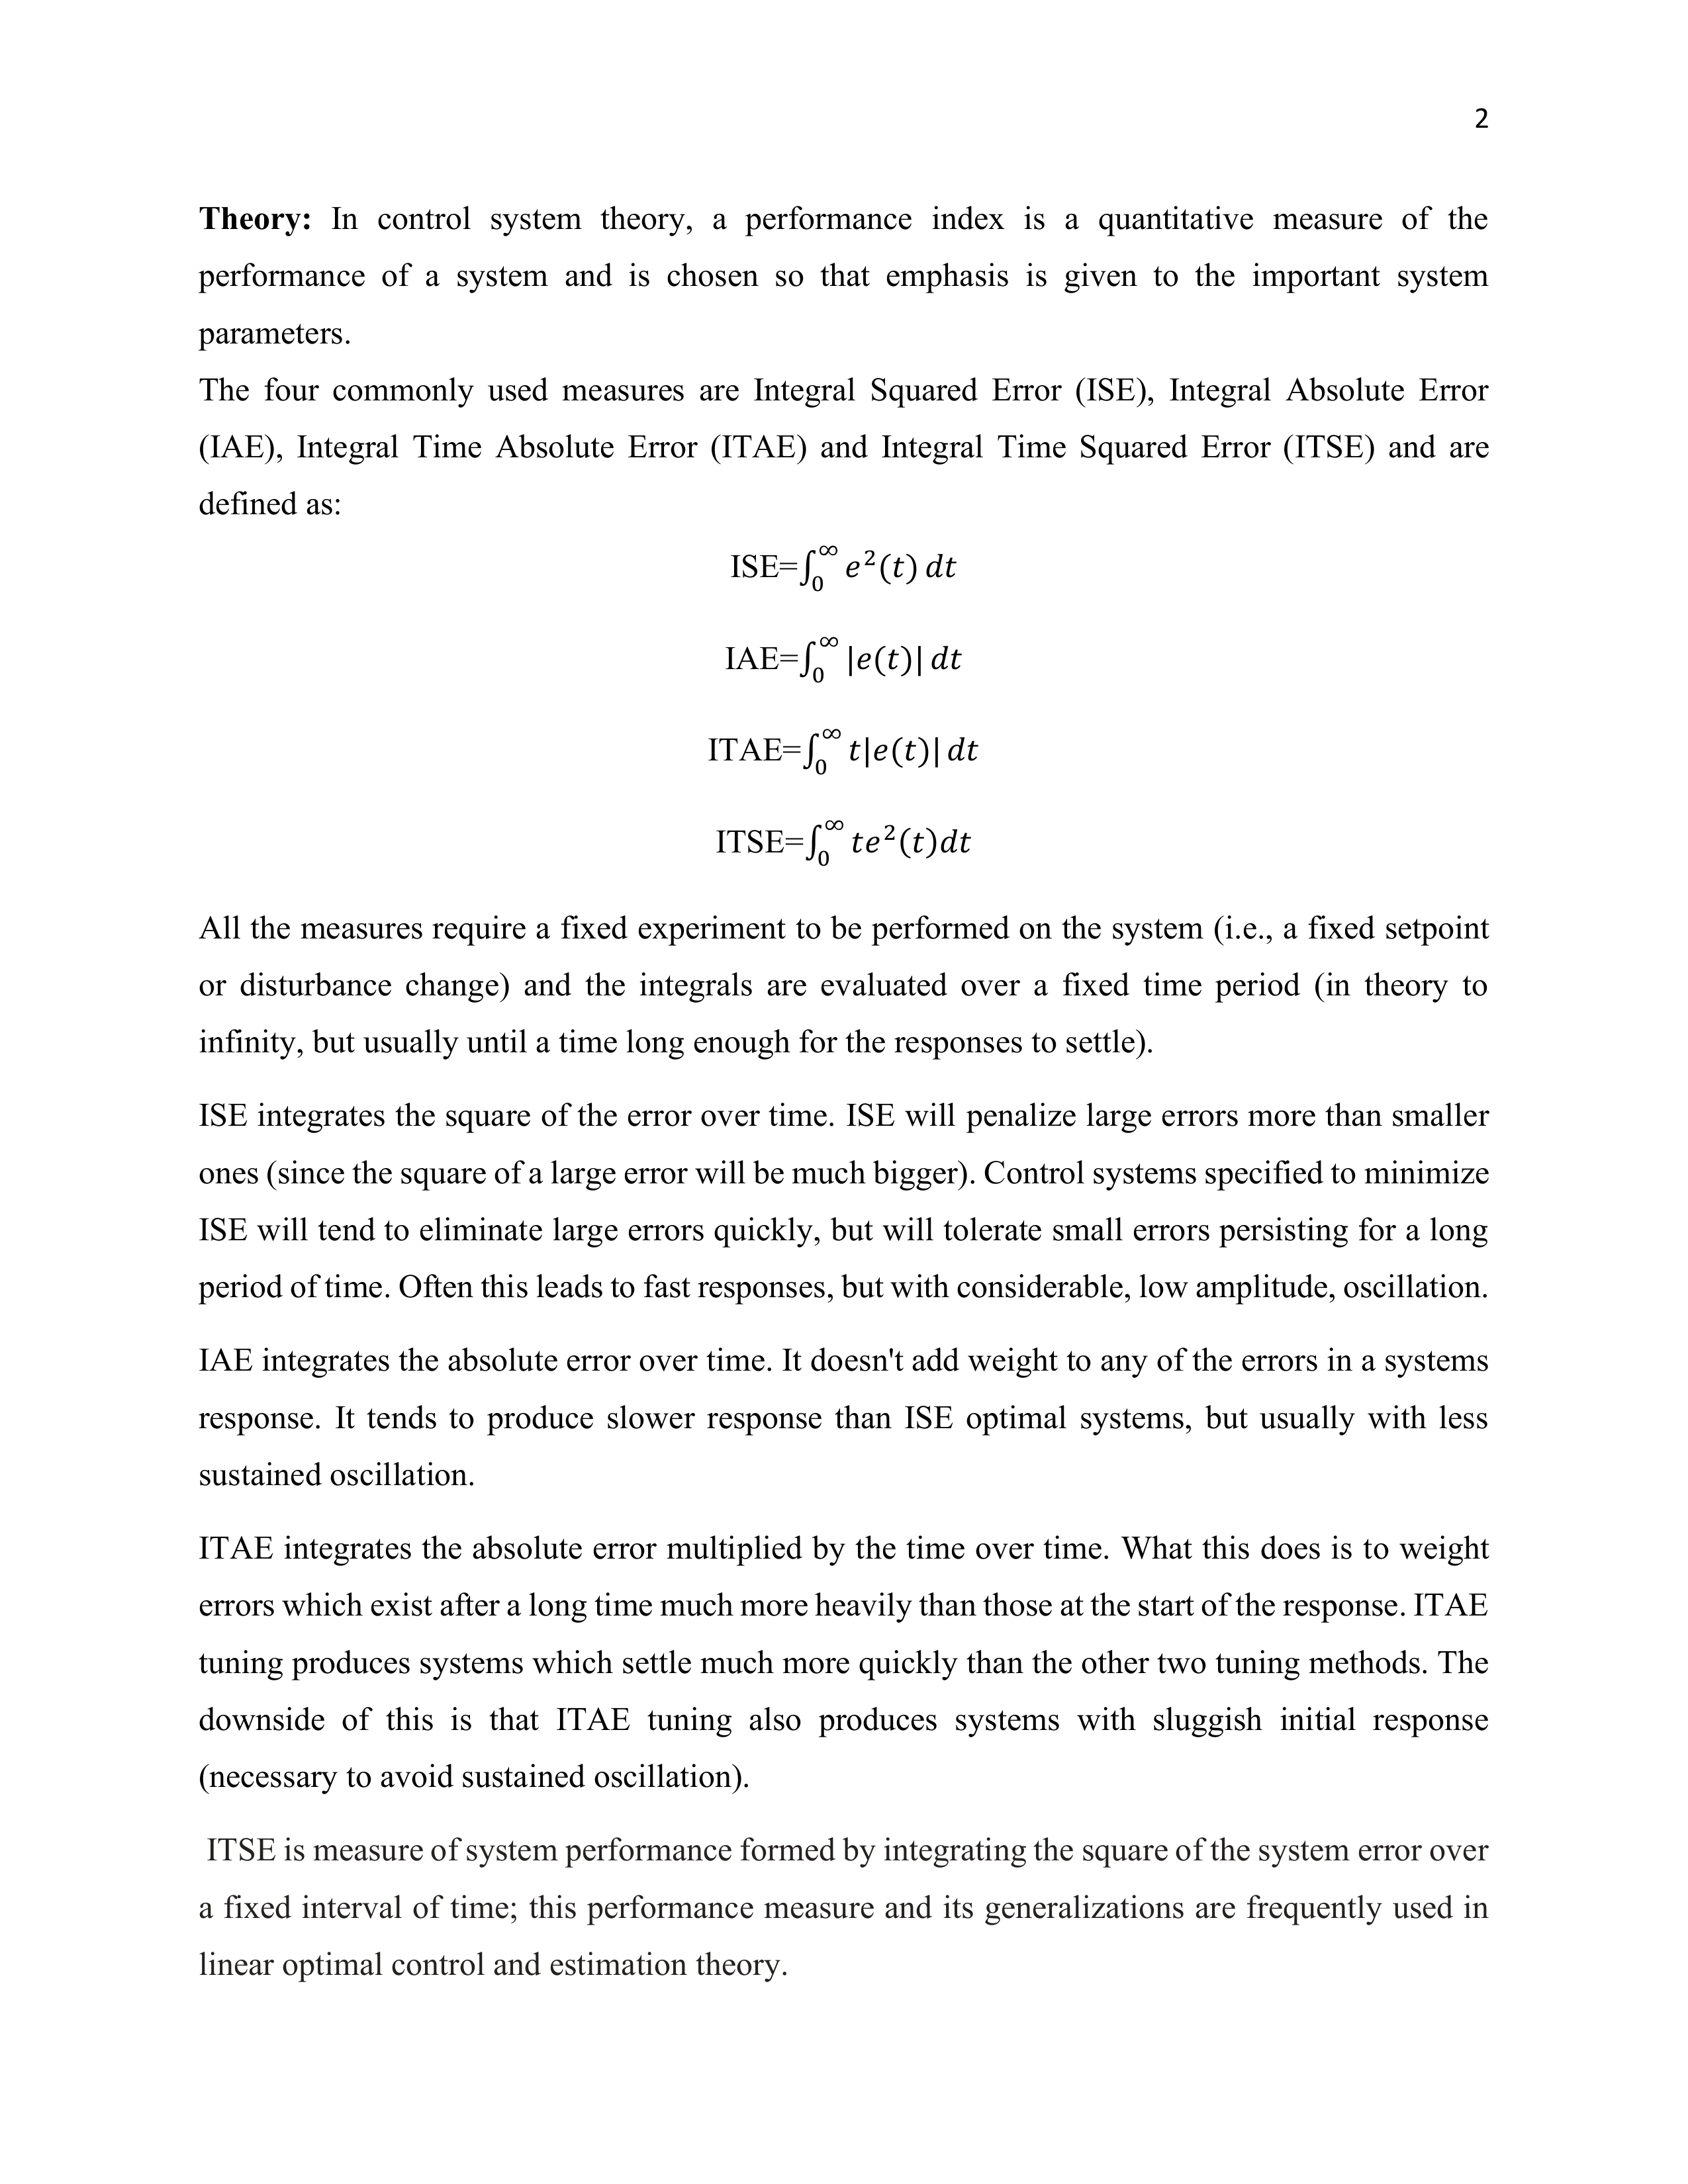 2
Theory: In control system theory, a performance index is a quantitative measure of the
performance of a system and is chosen so that emphasis is given to the important system
parameters.
The four commonly used measures are Integral Squared Error (ISE), Integral Absolute Error
(IAE), Integral Time Absolute Error (ITAE) and Integral Time Squared Error (ITSE) and are
defined as:
ISE=∫₀^∞ e²(t) dt
IAE=∫₀^∞ |e(t)| dt
ITAE=∫₀^∞ t|e(t)| dt
ITSE=∫₀^∞ te²(t)dt
All the measures require a fixed experiment to be performed on the system (i.e., a fixed setpoint
or disturbance change) and the integrals are evaluated over a fixed time period (in theory to
infinity, but usually until a time long enough for the responses to settle).
ISE integrates the square of the error over time. ISE will penalize large errors more than smaller
ones (since the square of a large error will be much bigger). Control systems specified to minimize
ISE will tend to eliminate large errors quickly, but will tolerate small errors persisting for a long
period of time. Often this leads to fast responses, but with considerable, low amplitude, oscillation.
IAE integrates the absolute error over time. It doesn't add weight to any of the errors in a systems
response. It tends to produce slower response than ISE optimal systems, but usually with less
sustained oscillation.
ITAE integrates the absolute error multiplied by the time over time. What this does is to weight
errors which exist after a long time much more heavily than those at the start of the response. ITAE
tuning produces systems which settle much more quickly than the other two tuning methods. The
downside of this is that ITAE tuning also produces systems with sluggish initial response
(necessary to avoid sustained oscillation).
ITSE is measure of system performance formed by integrating the square of the system error over
a fixed interval of time; this performance measure and its generalizations are frequently used in
linear optimal control and estimation theory.